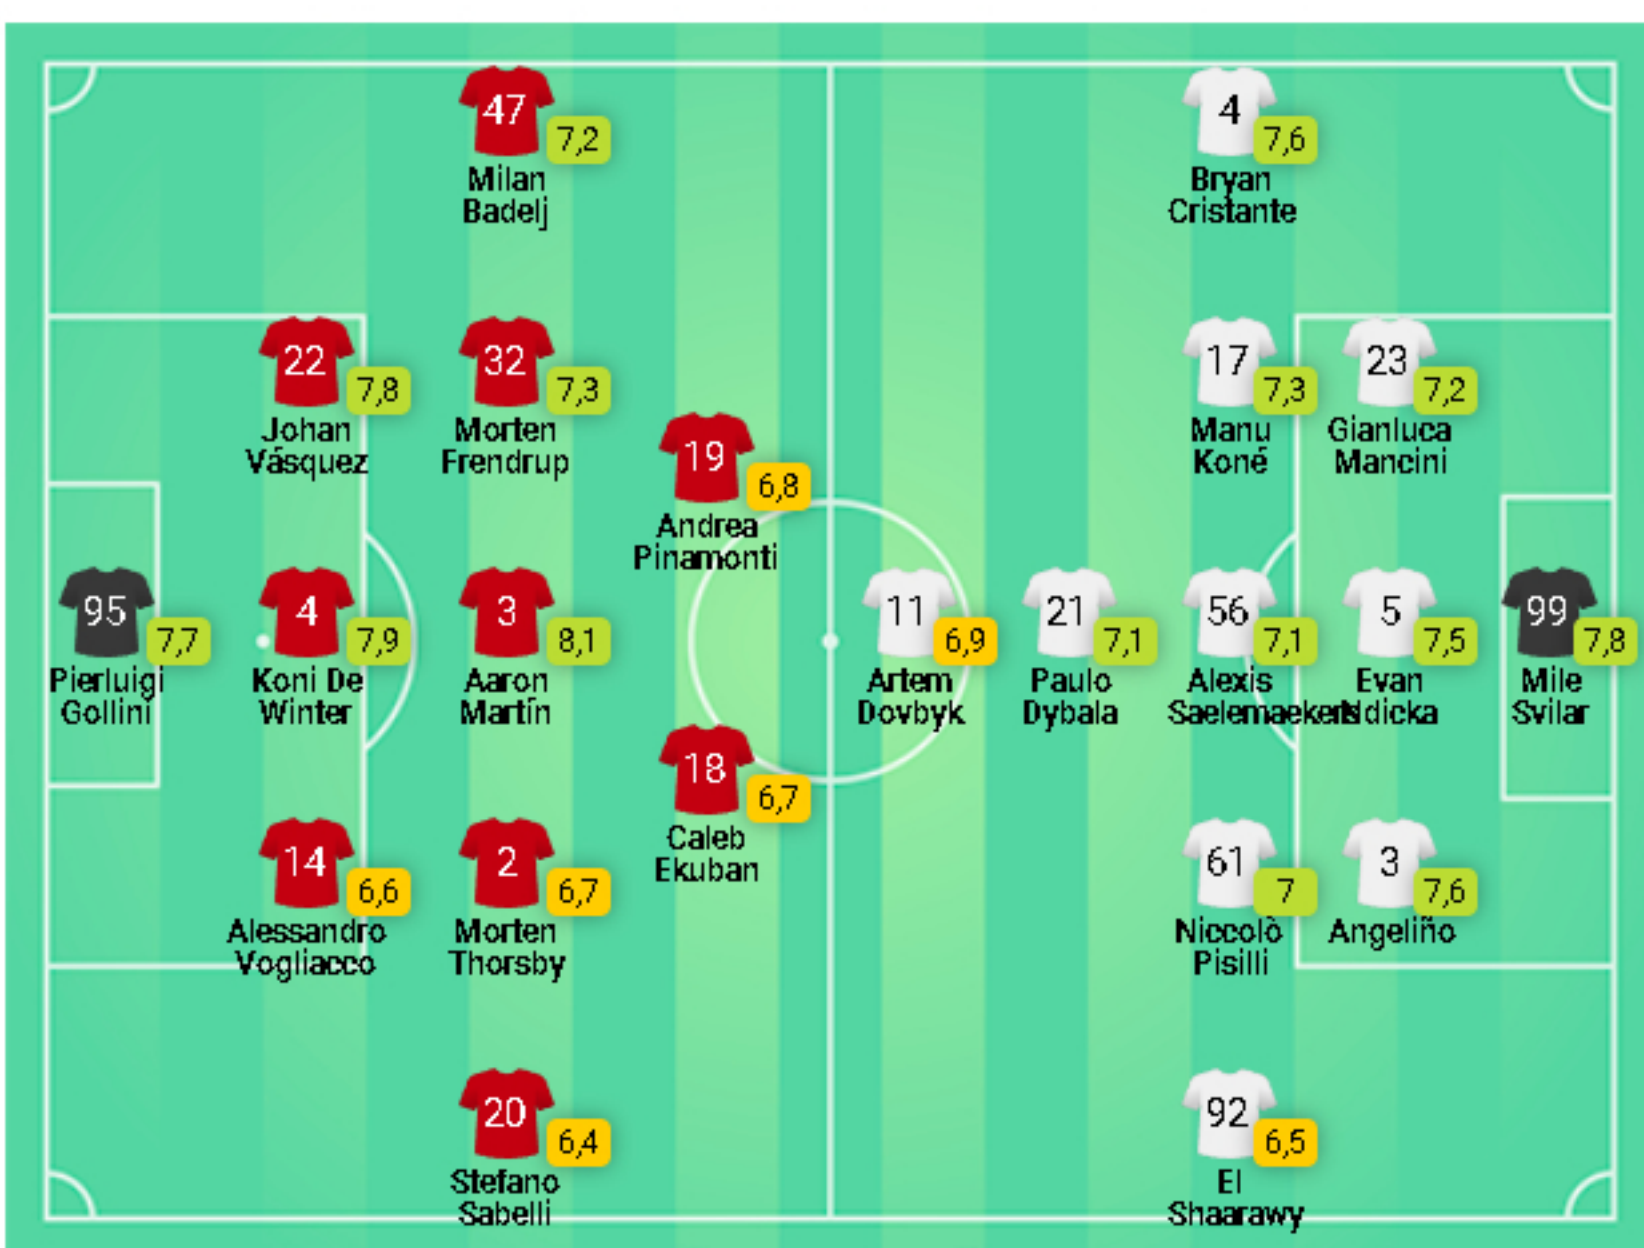 47
7,2
Milan
Badelj
4
7,6
Bryan
Cristante
22
7,8
Johan
Vásquez
32
7,3
Morten
Frendrup
19
6,8
Andrea
Pinamonti
17
7,3
Manu
Koné
23
7,2
Gianluca
Mancini
95
7,7
Pierluigi
Gollini
4
7,9
Koni De
Winter
3
8,1
Aaron
Martín
18
6,7
Caleb
Ekuban
11
6,9
Artem
Dovbyk
21
7,1
Paulo
Dybala
56
7,1
Alexis
Saelemaekers
5
7,5
Evan
Ndicka
99
7,8
Mile
Svilar
14
6,6
Alessandro
Vogliacco
2
6,7
Morten
Thorsby
61
7
Niccolò
Pisilli
3
7,6
Angeliño
20
6,4
Stefano
Sabelli
92
6,5
El
Shaarawy